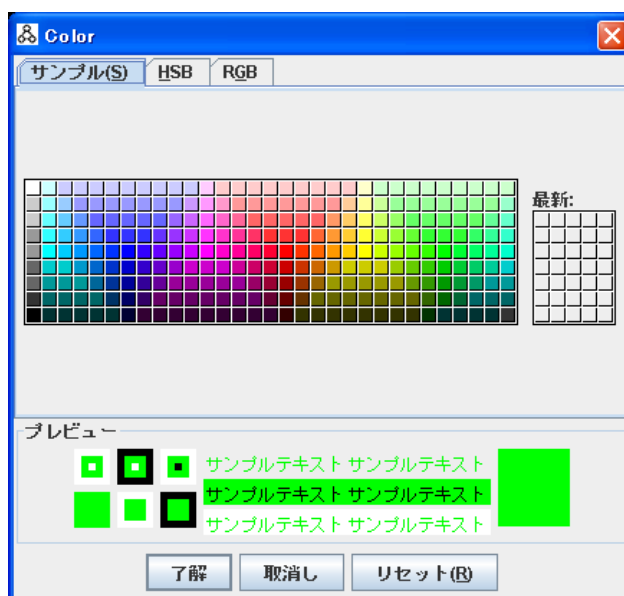 Color
サンプル(S) HSB RGB
最新:
プレビュー
サンプルテキスト サンプルテキスト
サンプルテキスト サンプルテキスト
サンプルテキスト サンプルテキスト
了解 取消し リセット(R)